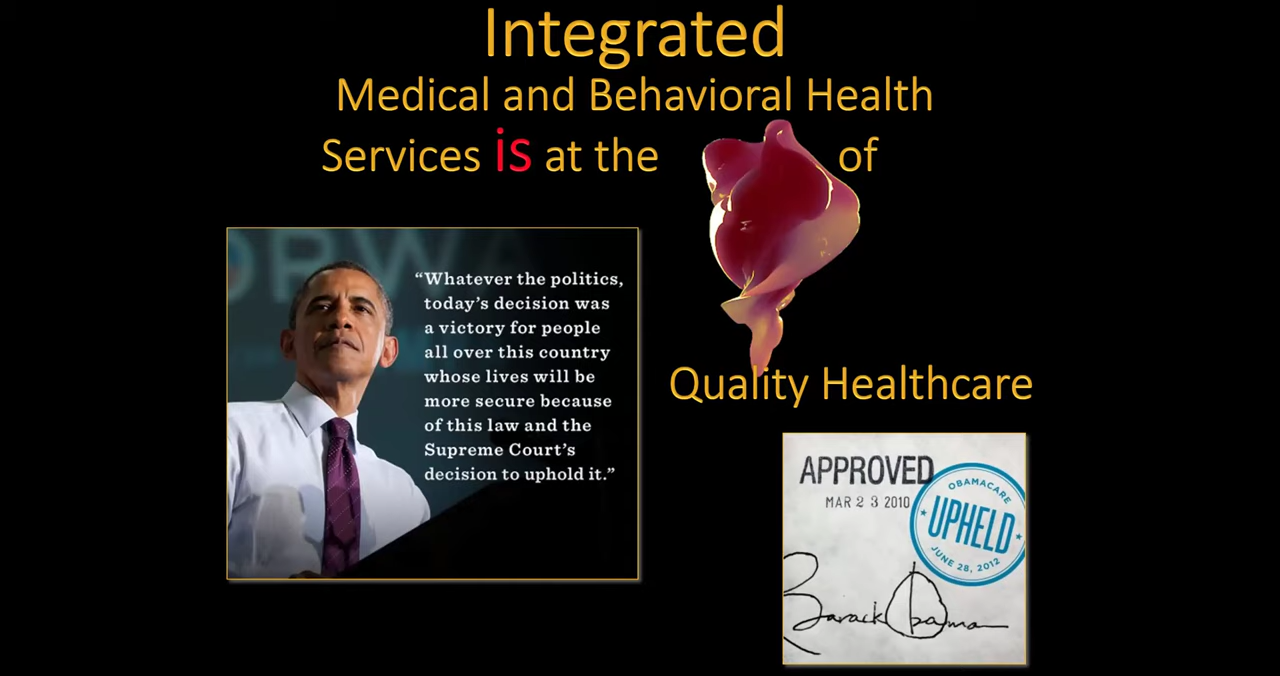 Integrated
Medical and Behavioral Health
Services is at the of
Quality Healthcare
“Whatever the politics,
today’s decision was
a victory for people
all over this country
whose lives will be
more secure because
of this law and the
Supreme Court’s
decision to uphold it.”
APPROVED
MAR 2 3 2010
OBAMACARE
UPHELD
JUNE 28, 2012
Barack Obama